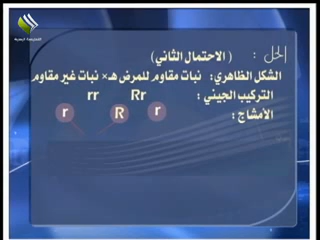 الحل : ( الاحتمال الثاني)
الشكل الظاهري: نبات مقاوم للمرض هـ× نبات غير مقاوم
التركيب الجيني : Rr rr
الأمشاج : r R r